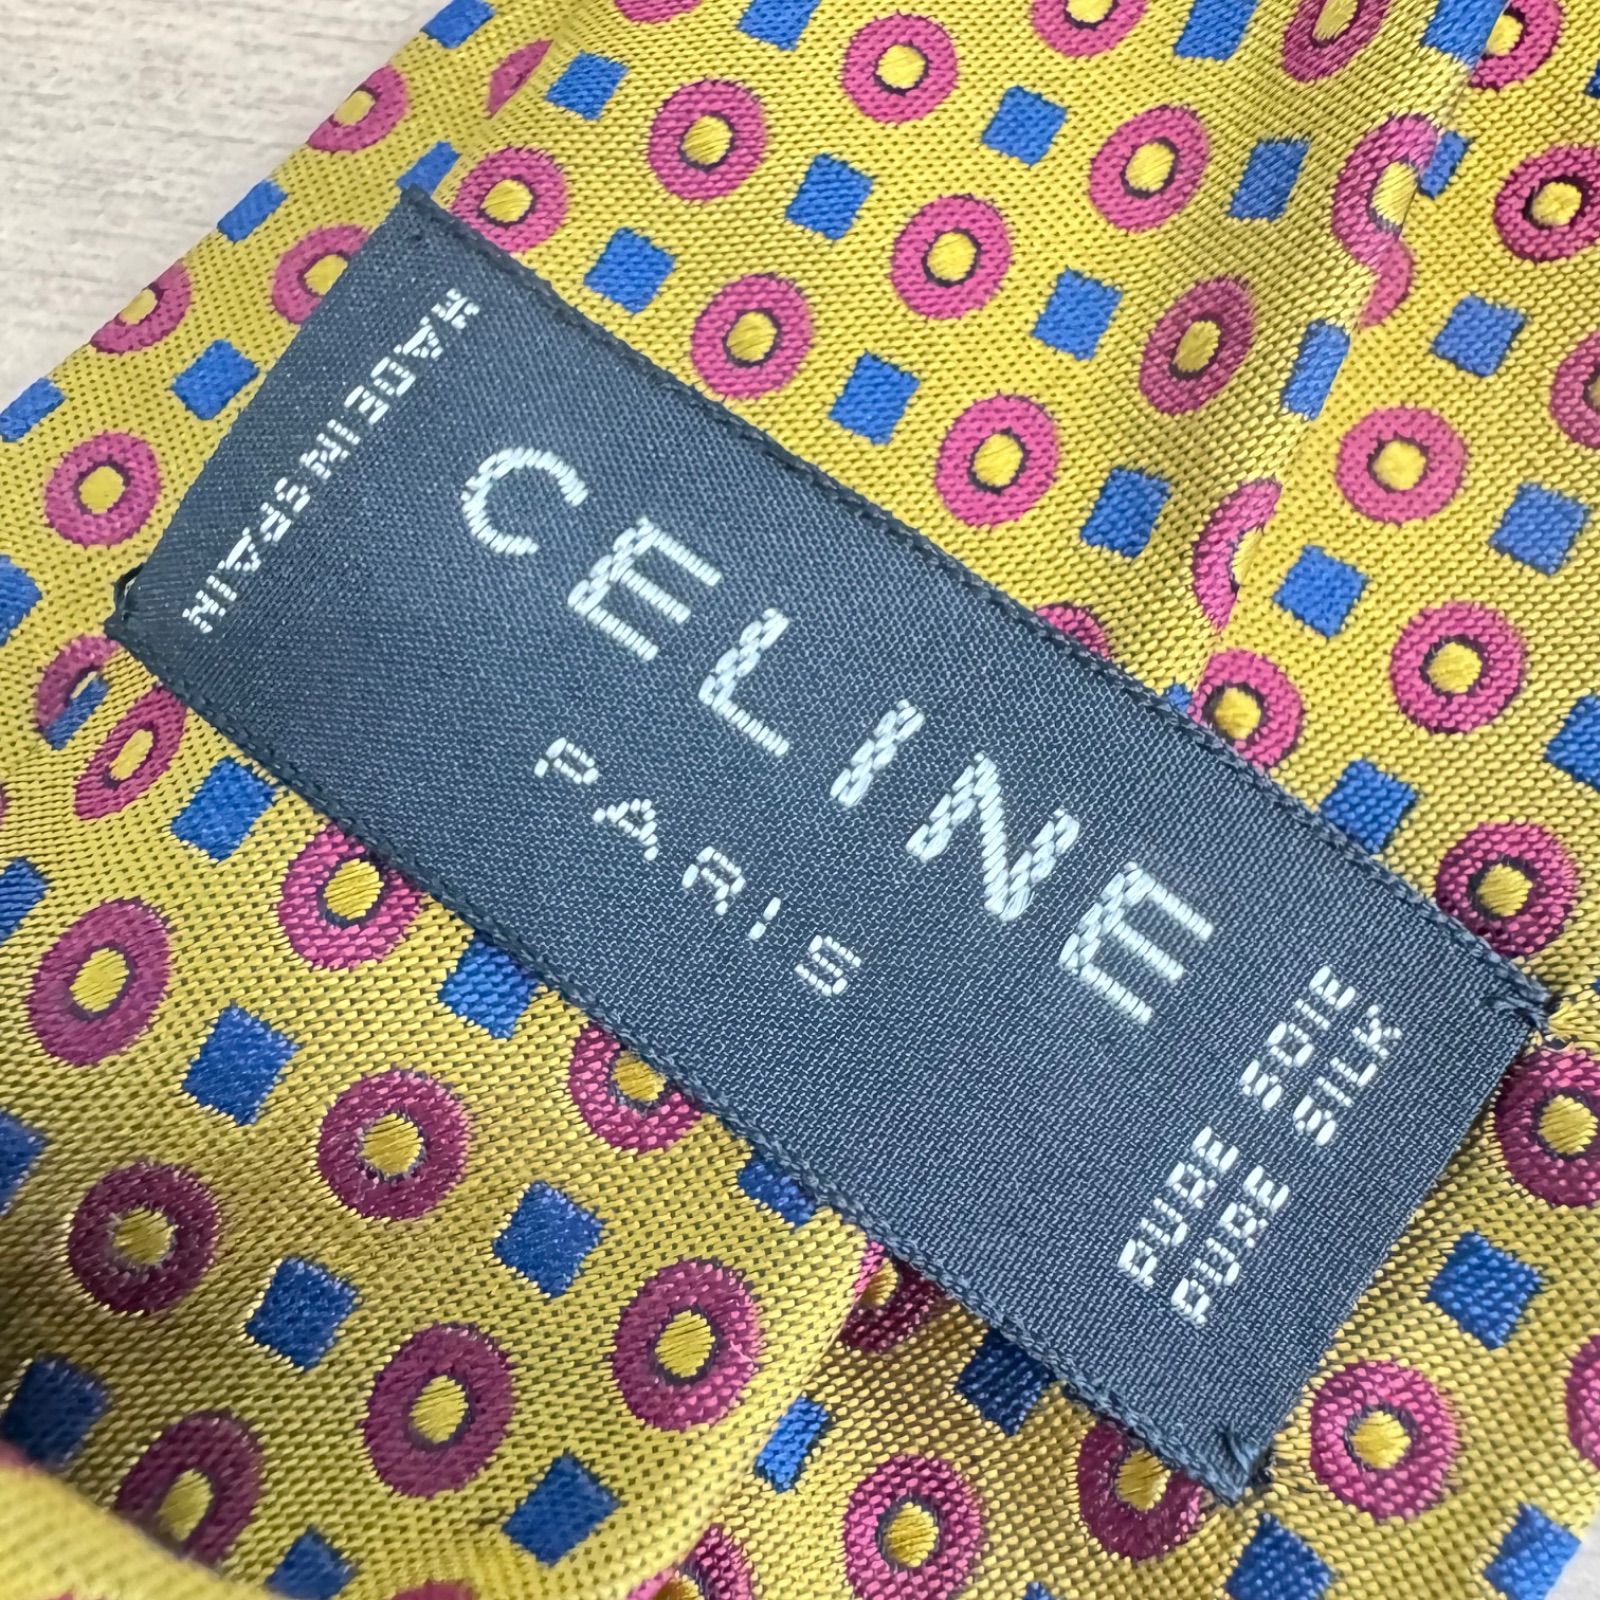 MADE IN SPAIN
CELINE
PARIS
PURE SOIE
PURE SILK